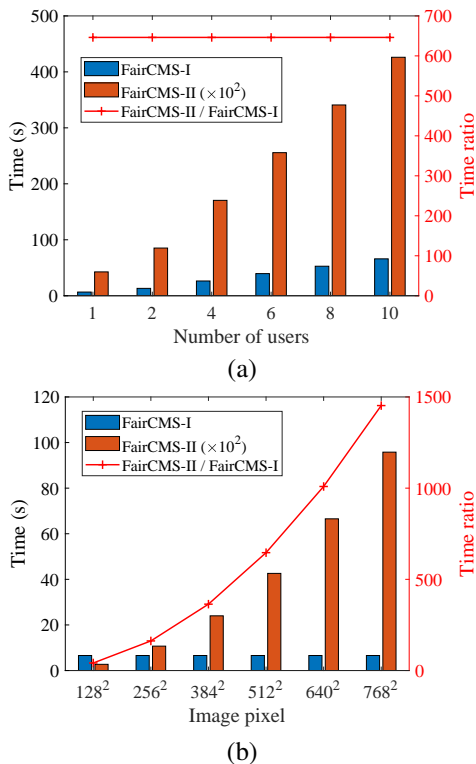 500
400
300
200
100
0
Time (s)
FairCMS-I
FairCMS-II (×10²)
FairCMS-II / FairCMS-I
700
600
500
400
300
200
100
0
Time ratio
1 2 4 6 8 10
Number of users
(a)
120
100
80
60
40
20
0
Time (s)
FairCMS-I
FairCMS-II (×10²)
FairCMS-II / FairCMS-I
1500
1000
500
0
Time ratio
128² 256² 384² 512² 640² 768²
Image pixel
(b)